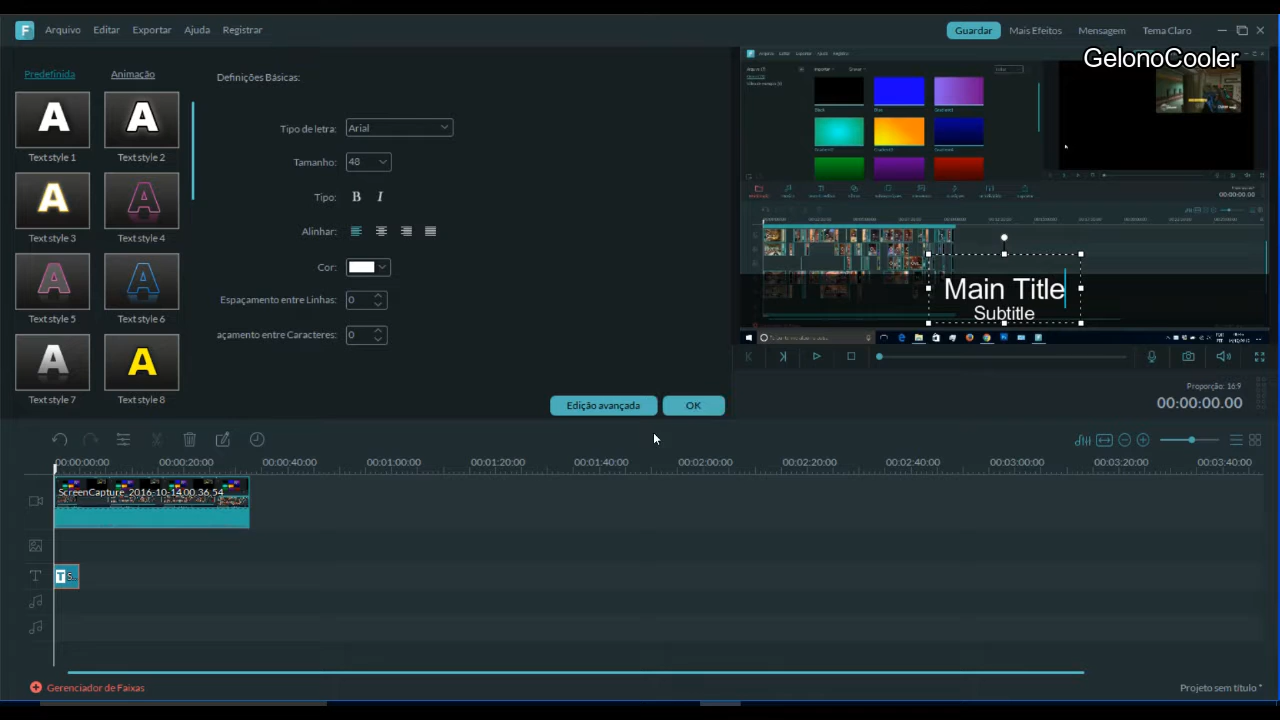 F Arquivo Editar Exportar Ajuda Registrar
Guardar Mais Efeitos Mensagem Tema Claro
GelonoCooler
Predefinida Animação
Definições Básicas:
A A
Text style 1 Text style 2
Tipo de letra: Arial
Tamanho: 48
A A
Text style 3 Text style 4
Tipo: B I
Alinhar:
A A
Text style 5 Text style 6
Cor:
Espaçamento entre Linhas: 0
açamento entre Caracteres: 0
A A
Text style 7 Text style 8
Main Title
Subtitle
Edição avançada OK
Proporção: 16:9
00:00:00.00
00:00:00:00 00:00:20:00 00:00:40:00 00:01:00:00 00:01:20:00 00:01:40:00 00:02:00:00 00:02:20:00 00:02:40:00 00:03:00:00 00:03:20:00 00:03:40:00
ScreenCapture_2016-10-14 00.36.54
T S..
T
Gerenciador de Faixas
Projeto sem título *